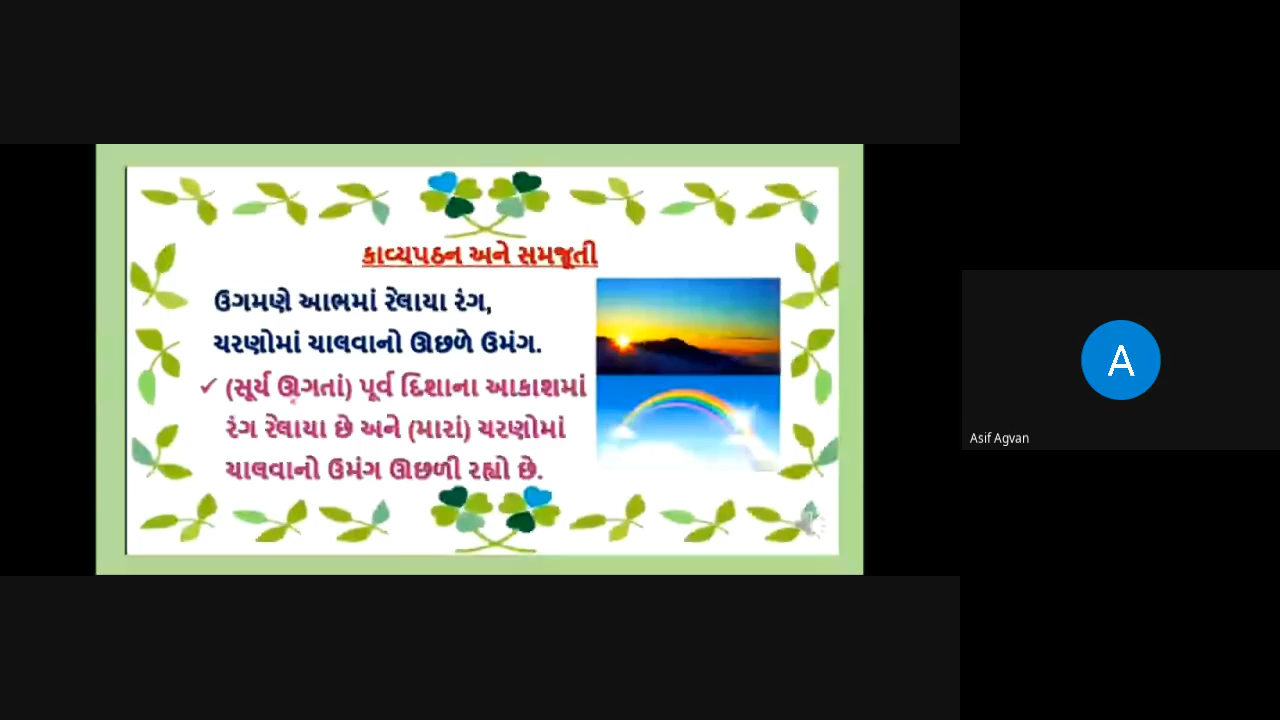 કાવ્યપઠન અને સમજૂતી
ઉગમણે આભમાં રેલાયા રંગ,
ચરણોમાં ચાલવાનો ઊછળે ઉમંગ.
✓ (સૂર્ય ઊગતાં) પૂર્વ દિશાના આકાશમાં
રંગ રેલાયા છે અને (મારાં) ચરણોમાં
ચાલવાનો ઉમંગ ઊછળી રહ્યો છે.
A
Asif Agvan